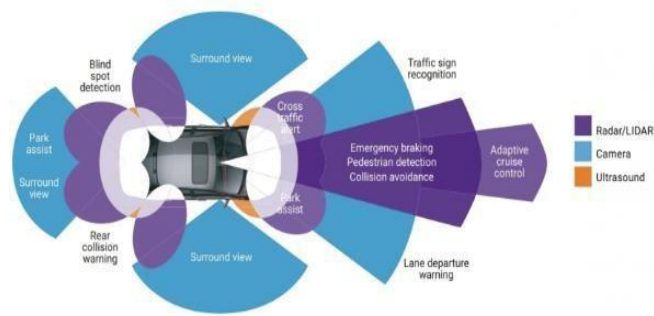 Surround view
Blind
spot
detection
Traffic sign
recognition
Cross
traffic
alert
Park
assist
Surround
view
Emergency braking
Pedestrian detection
Collision avoidance
Adaptive
cruise
control
Radar/LIDAR
Camera
Ultrasound
Park
assist
Rear
collision
warning
Surround view
Lane departure
warning